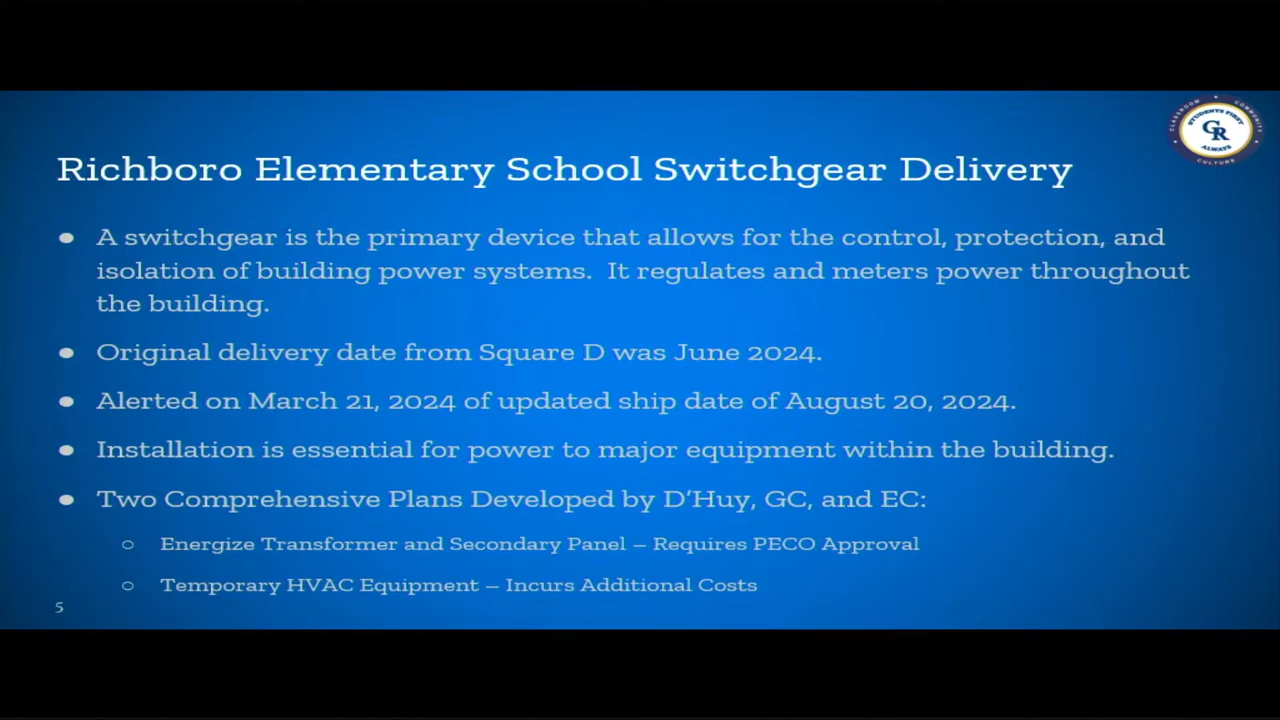 CLASSROOM COMMUNITY
STUDENTS FIRST
GR
ALWAYS
CULTURE
Richboro Elementary School Switchgear Delivery
● A switchgear is the primary device that allows for the control, protection, and
isolation of building power systems.  It regulates and meters power throughout
the building.
● Original delivery date from Square D was June 2024.
● Alerted on March 21, 2024 of updated ship date of August 20, 2024.
● Installation is essential for power to major equipment within the building.
● Two Comprehensive Plans Developed by D’Huy, GC, and EC:
○ Energize Transformer and Secondary Panel – Requires PECO Approval
○ Temporary HVAC Equipment – Incurs Additional Costs
5